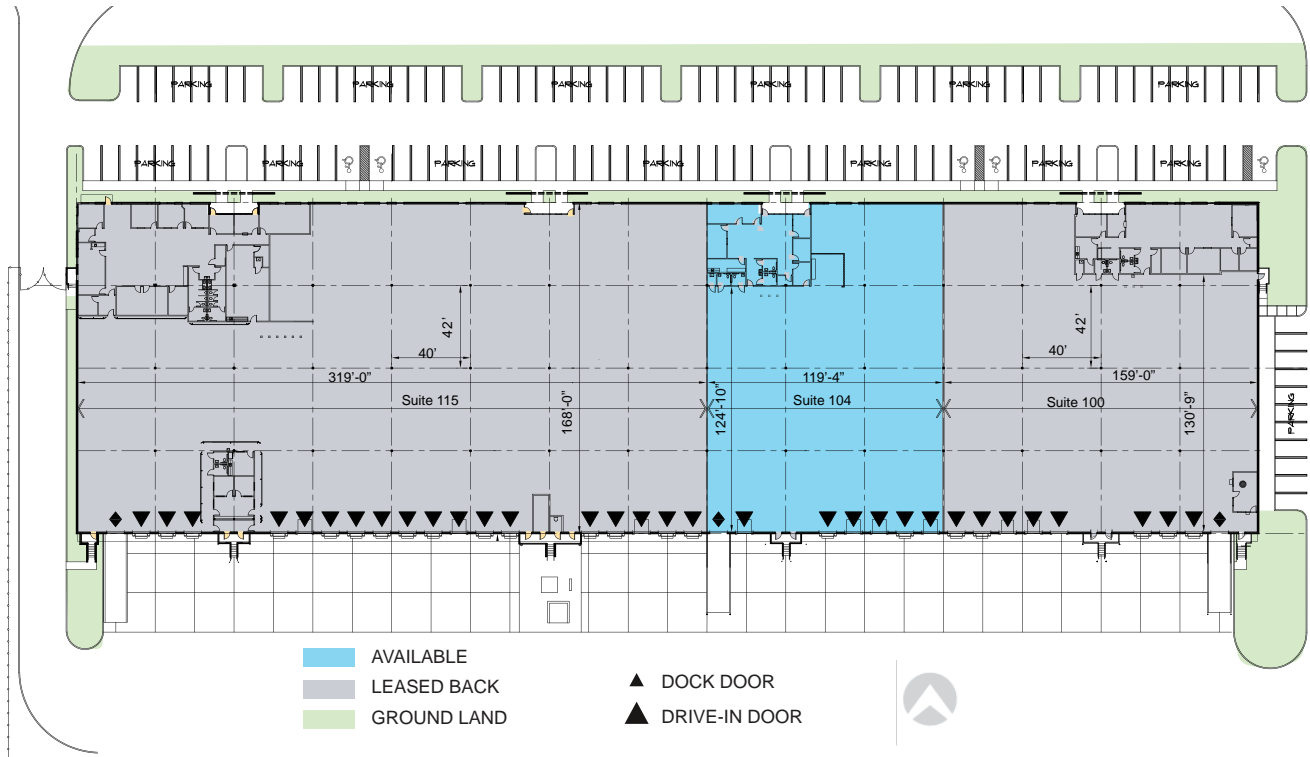 PARKING PARKING PARKING PARKING PARKING PARKING
PARKING PARKING PARKING PARKING PARKING PARKING
42'
42'
40'
40'
319'-0"
119'-4"
159'-0"
Suite 115
Suite 104
Suite 100
168'-0"
124'-10"
130'-9"
PARKING
AVAILABLE
LEASED BACK
GROUND LAND
DOCK DOOR
DRIVE-IN DOOR